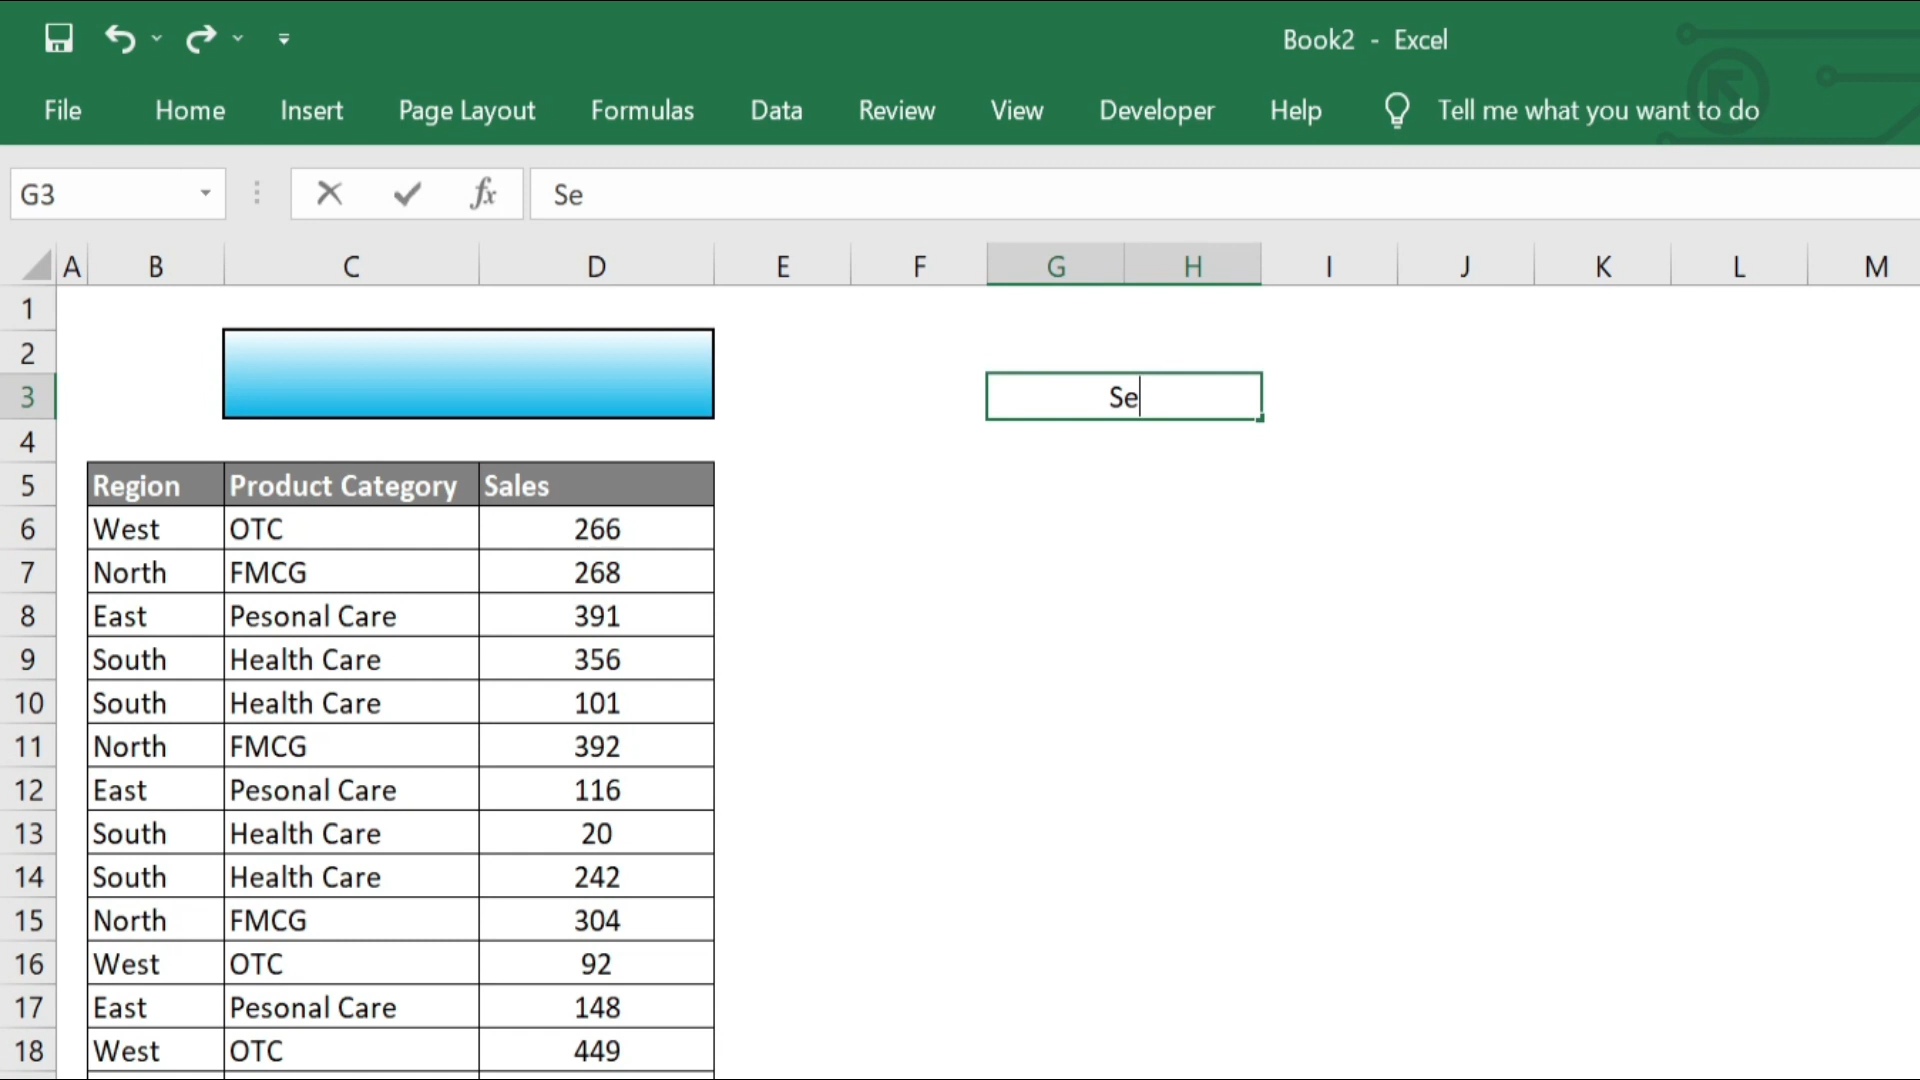 Book2 - Excel
File Home Insert Page Layout Formulas Data Review View Developer Help Tell me what you want to do
G3 fx Se
A B C D E F G H I J K L M
1
2
3 Se
4
5 Region Product Category Sales
6 West OTC 266
7 North FMCG 268
8 East Pesonal Care 391
9 South Health Care 356
10 South Health Care 101
11 North FMCG 392
12 East Pesonal Care 116
13 South Health Care 20
14 South Health Care 242
15 North FMCG 304
16 West OTC 92
17 East Pesonal Care 148
18 West OTC 449